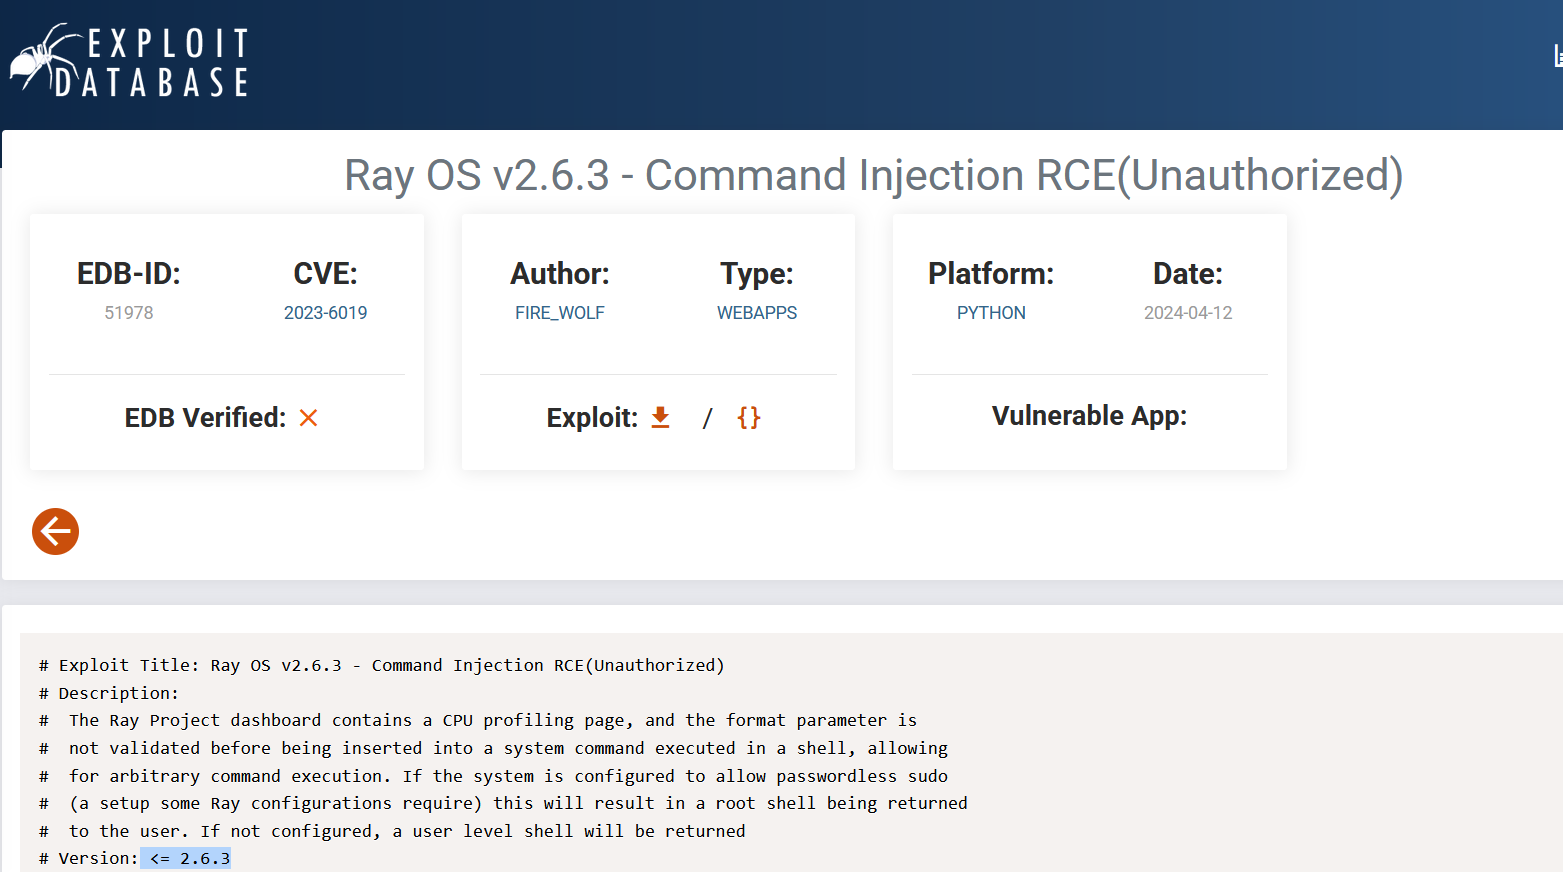 EXPLOIT
DATABASE
Ray OS v2.6.3 - Command Injection RCE(Unauthorized)
EDB-ID:
51978
CVE:
2023-6019
EDB Verified:
Author:
FIRE_WOLF
Type:
WEBAPPS
Exploit: / {}
Platform:
PYTHON
Date:
2024-04-12
Vulnerable App:
# Exploit Title: Ray OS v2.6.3 - Command Injection RCE(Unauthorized)
# Description:
#  The Ray Project dashboard contains a CPU profiling page, and the format parameter is
#  not validated before being inserted into a system command executed in a shell, allowing
#  for arbitrary command execution. If the system is configured to allow passwordless sudo
#  (a setup some Ray configurations require) this will result in a root shell being returned
#  to the user. If not configured, a user level shell will be returned
# Version: <= 2.6.3